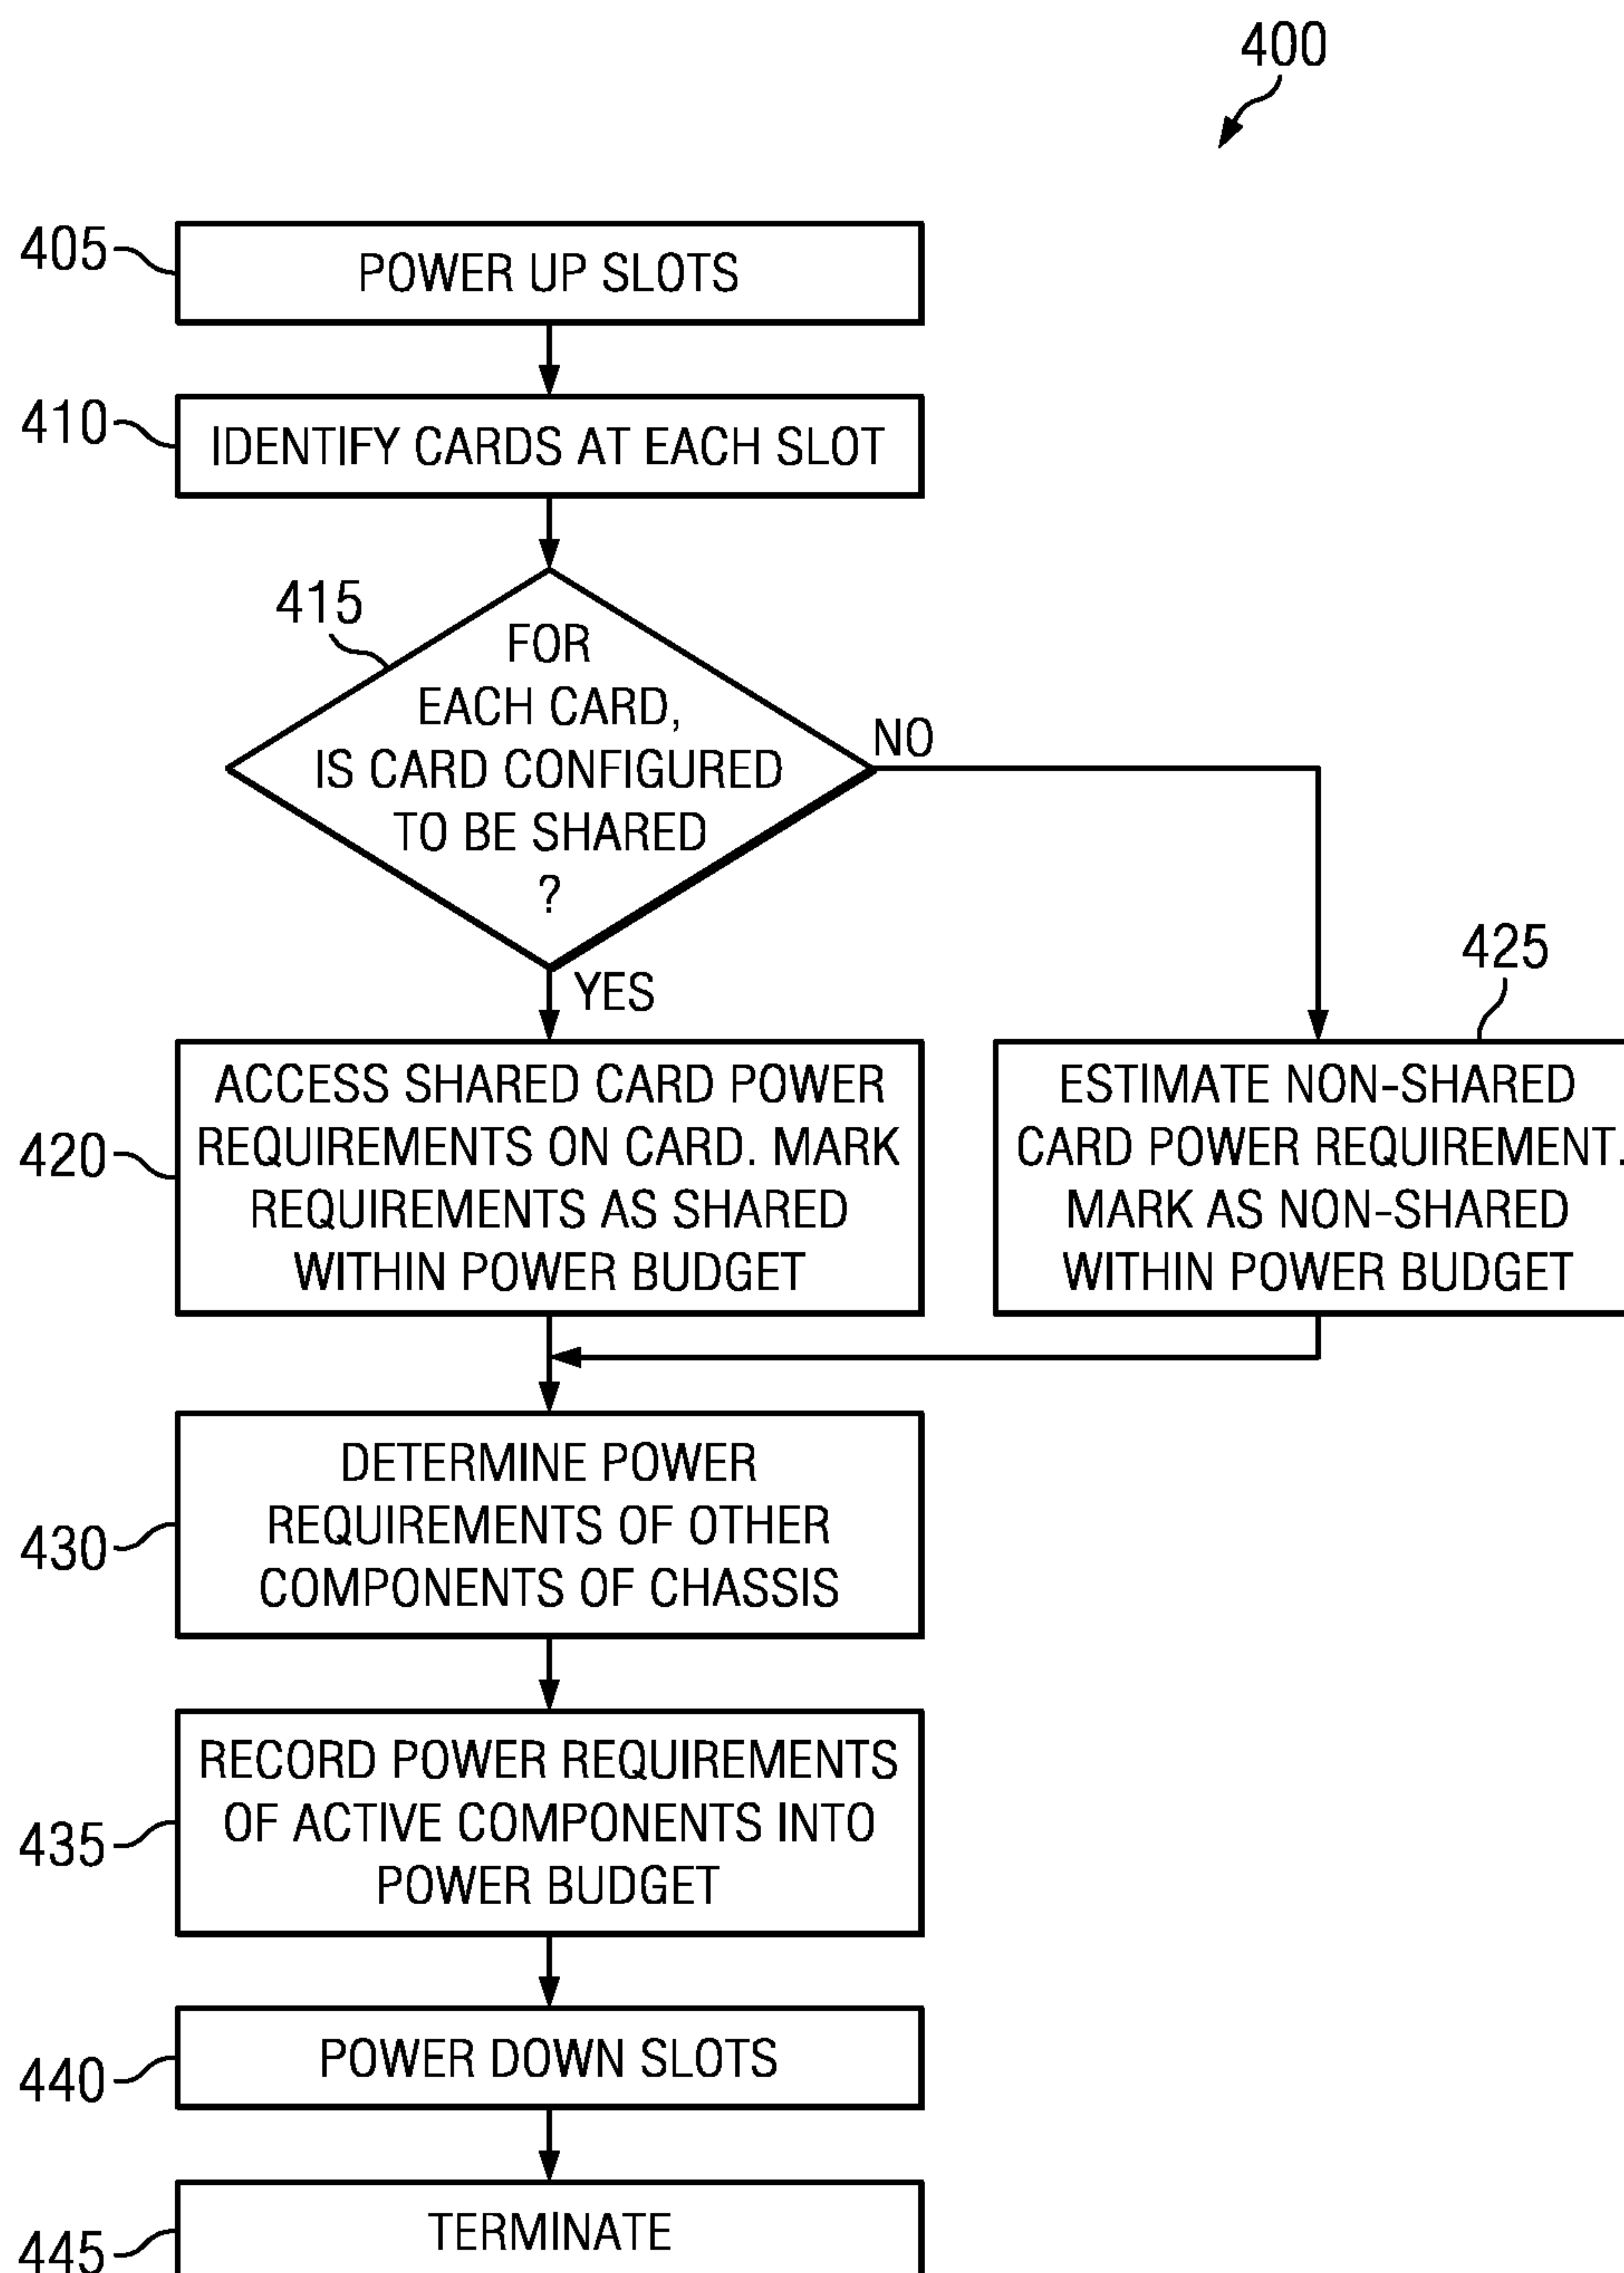 400
405
POWER UP SLOTS
410
IDENTIFY CARDS AT EACH SLOT
415
FOR
EACH CARD,
IS CARD CONFIGURED
TO BE SHARED
?
NO
YES
420
ACCESS SHARED CARD POWER
REQUIREMENTS ON CARD. MARK
REQUIREMENTS AS SHARED
WITHIN POWER BUDGET
425
ESTIMATE NON-SHARED
CARD POWER REQUIREMENT.
MARK AS NON-SHARED
WITHIN POWER BUDGET
430
DETERMINE POWER
REQUIREMENTS OF OTHER
COMPONENTS OF CHASSIS
435
RECORD POWER REQUIREMENTS
OF ACTIVE COMPONENTS INTO
POWER BUDGET
440
POWER DOWN SLOTS
445
TERMINATE